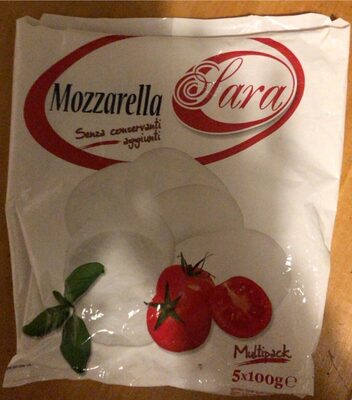 Mozzarella Sara
Senza conservanti
aggiunti
Multipack
5x100g℮